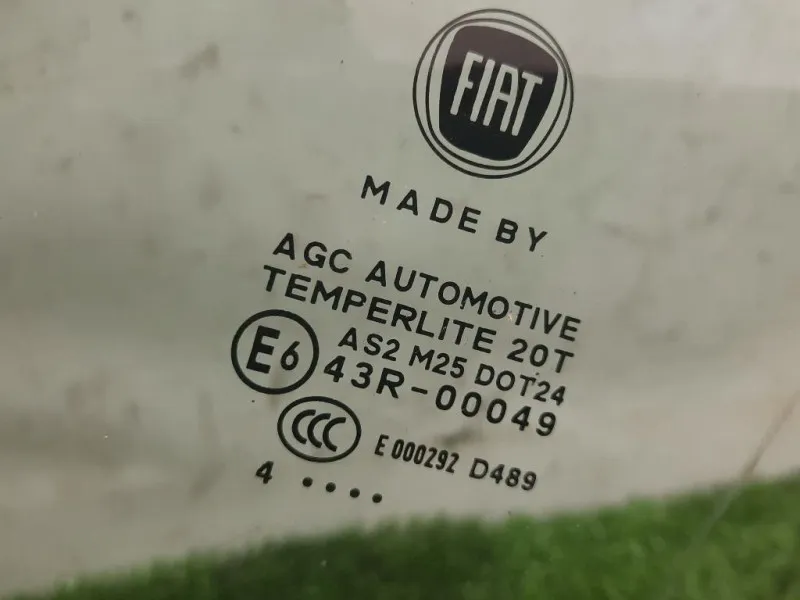 FIAT
MADE BY
AGC AUTOMOTIVE
TEMPERLITE 20T
AS2 M25 DOT24
E6 43R-00049
CCC E 000292 D489
4 ....